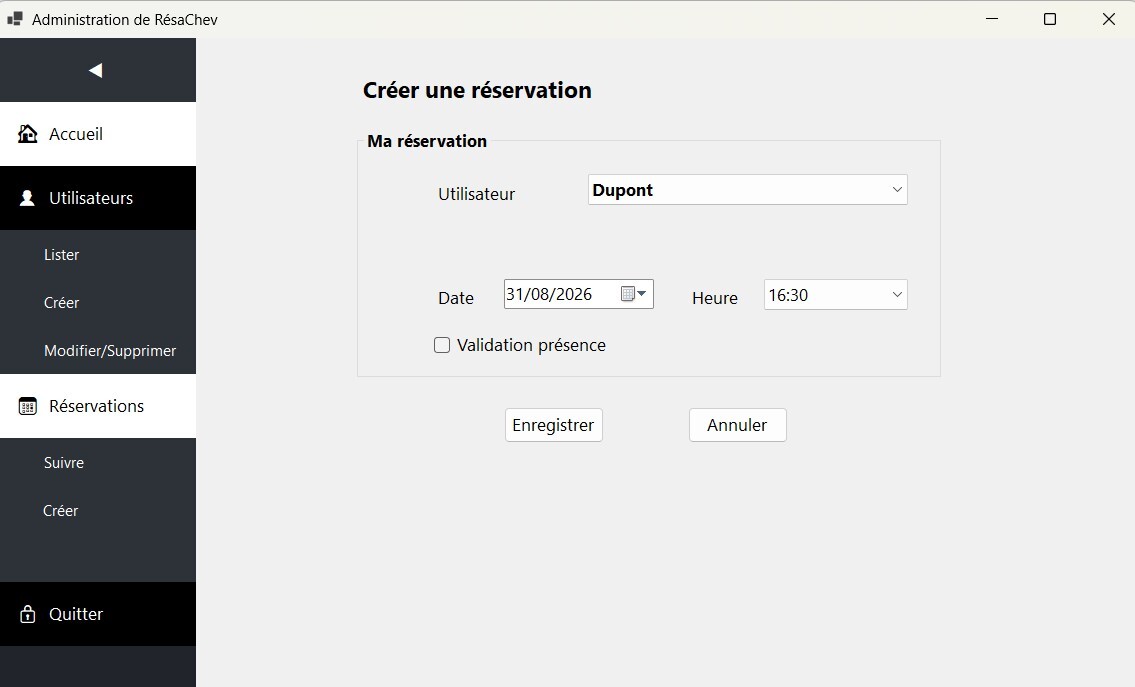 Administration de RésaChev
Accueil
Utilisateurs
Lister
Créer
Modifier/Supprimer
Réservations
Suivre
Créer
Quitter
Créer une réservation
Ma réservation
Utilisateur Dupont
Date 31/08/2026 Heure 16:30
Validation présence
Enregistrer Annuler